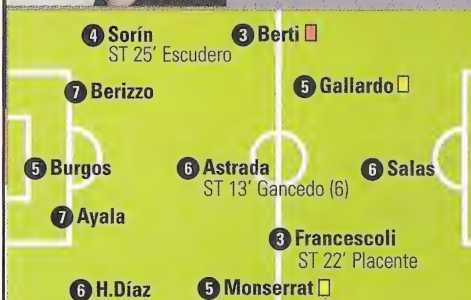 4 Sorín
ST 25' Escudero
3 Berti
7 Berizzo
5 Gallardo
5 Burgos
6 Astrada
ST 13' Gancedo (6)
6 Salas
7 Ayala
3 Francescoli
ST 22' Placente
6 H.Díaz
5 Monserrat